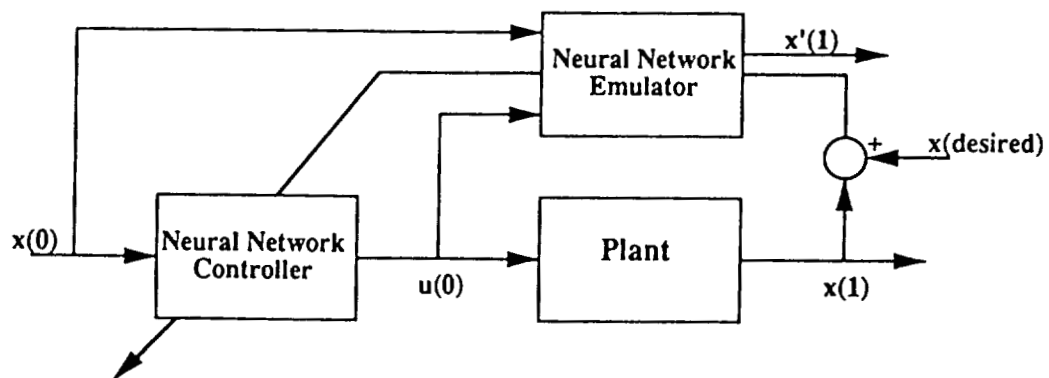 x'(1)
Neural Network
Emulator
+
x(desired)
x(0)
Neural Network
Controller
u(0)
Plant
x(1)